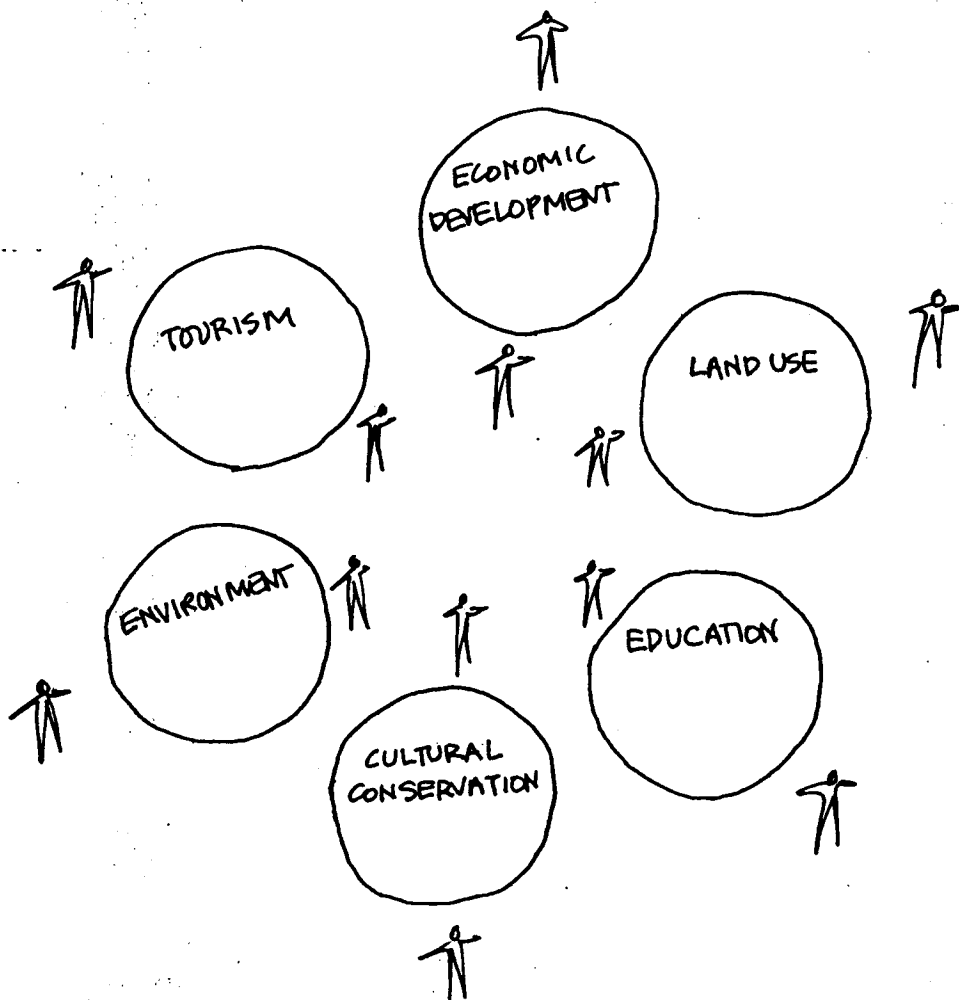 ECONOMIC
DEVELOPMENT
TOURISM
LAND USE
ENVIRONMENT
EDUCATION
CULTURAL
CONSERVATION